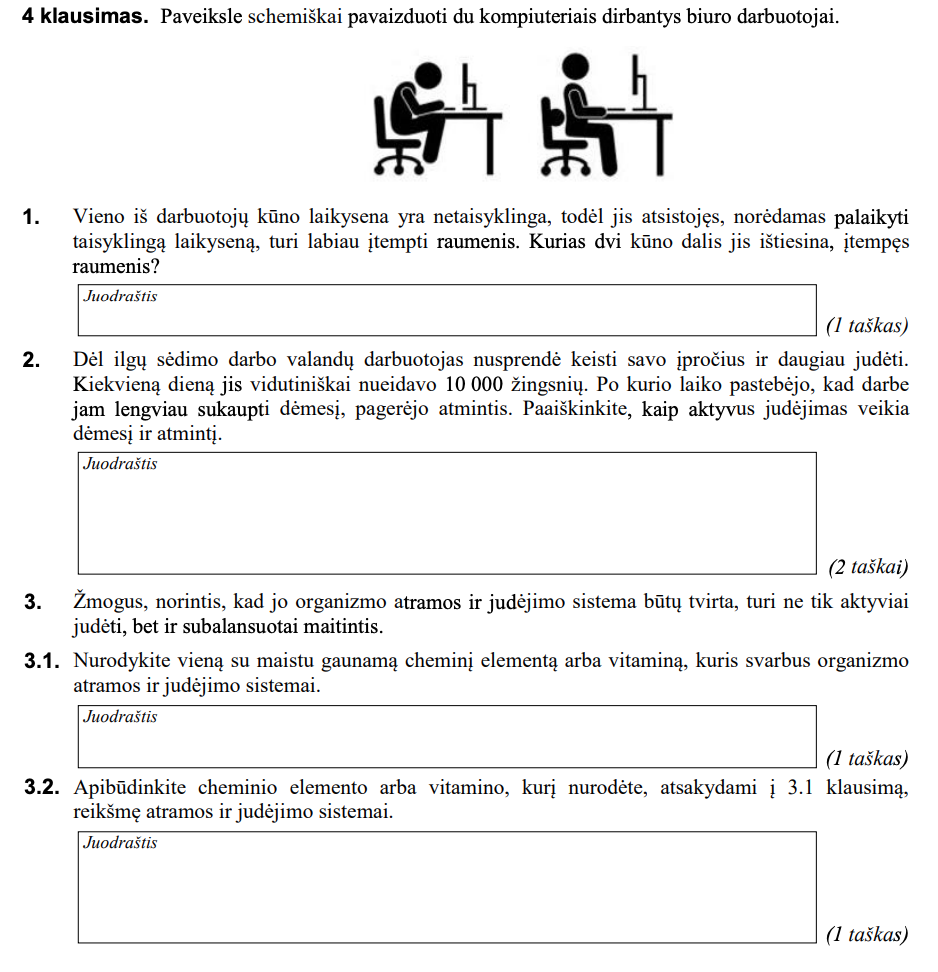 4 klausimas. Paveiksle schemiškai pavaizduoti du kompiuteriais dirbantys biuro darbuotojai.
1. Vieno iš darbuotojų kūno laikysena yra netaisyklinga, todėl jis atsistojęs, norėdamas palaikyti
taisyklingą laikyseną, turi labiau įtempti raumenis. Kurias dvi kūno dalis jis ištiesina, įtempęs
raumenis?
Juodraštis
(1 taškas)
2. Dėl ilgų sėdimo darbo valandų darbuotojas nusprendė keisti savo įpročius ir daugiau judėti.
Kiekvieną dieną jis vidutiniškai nueidavo 10 000 žingsnių. Po kurio laiko pastebėjo, kad darbe
jam lengviau sukaupti dėmesį, pagerėjo atmintis. Paaiškinkite, kaip aktyvus judėjimas veikia
dėmesį ir atmintį.
Juodraštis
(2 taškai)
3. Žmogus, norintis, kad jo organizmo atramos ir judėjimo sistema būtų tvirta, turi ne tik aktyviai
judėti, bet ir subalansuotai maitintis.
3.1. Nurodykite vieną su maistu gaunamą cheminį elementą arba vitaminą, kuris svarbus organizmo
atramos ir judėjimo sistemai.
Juodraštis
(1 taškas)
3.2. Apibūdinkite cheminio elemento arba vitamino, kurį nurodėte, atsakydami į 3.1 klausimą,
reikšmę atramos ir judėjimo sistemai.
Juodraštis
(1 taškas)